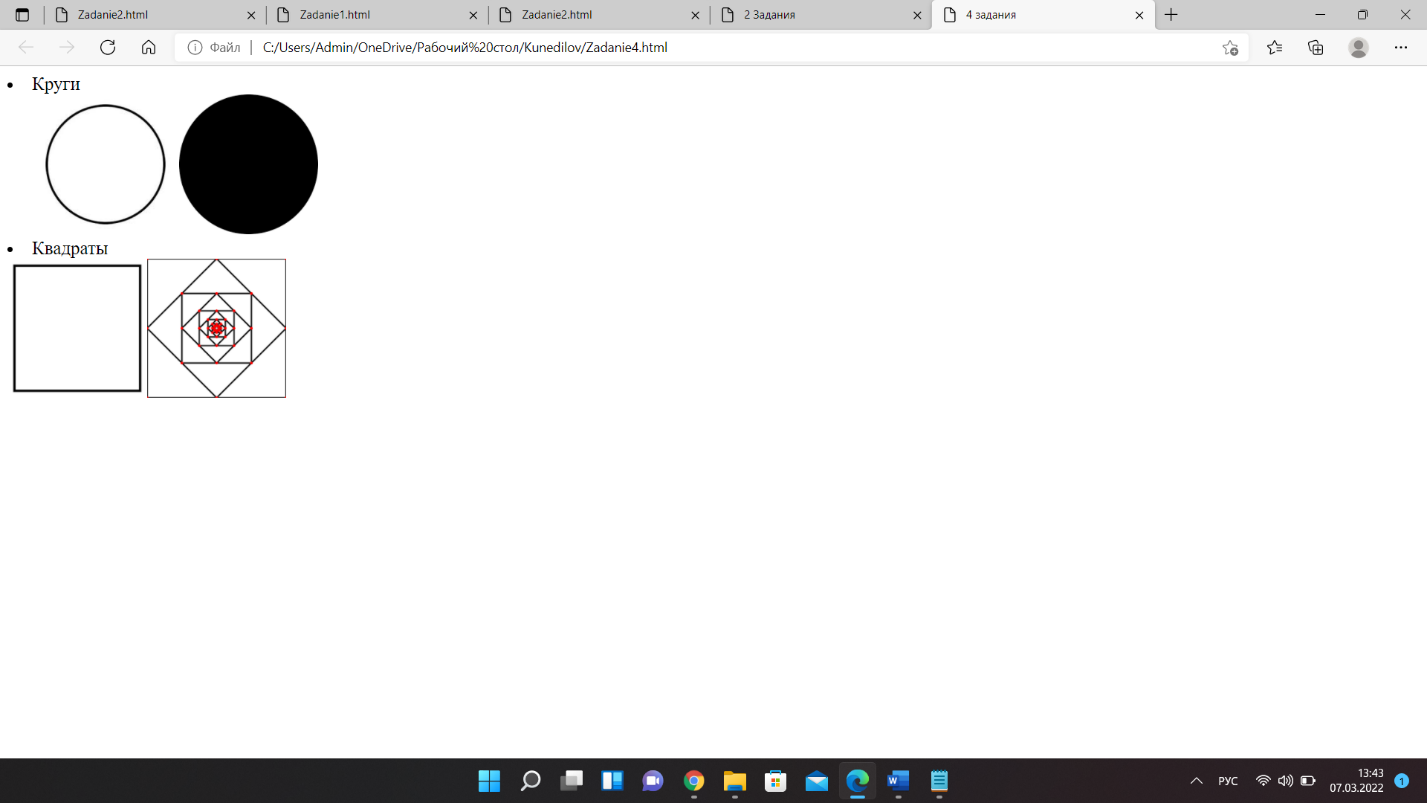 Zadanie2.html
Zadanie1.html
Zadanie2.html
2 Задания
4 задания
Файл
C:/Users/Admin/OneDrive/Рабочий%20стол/Kunedilov/Zadanie4.html
• Круги
• Квадраты
W
РУС
13:43
07.03.2022
1